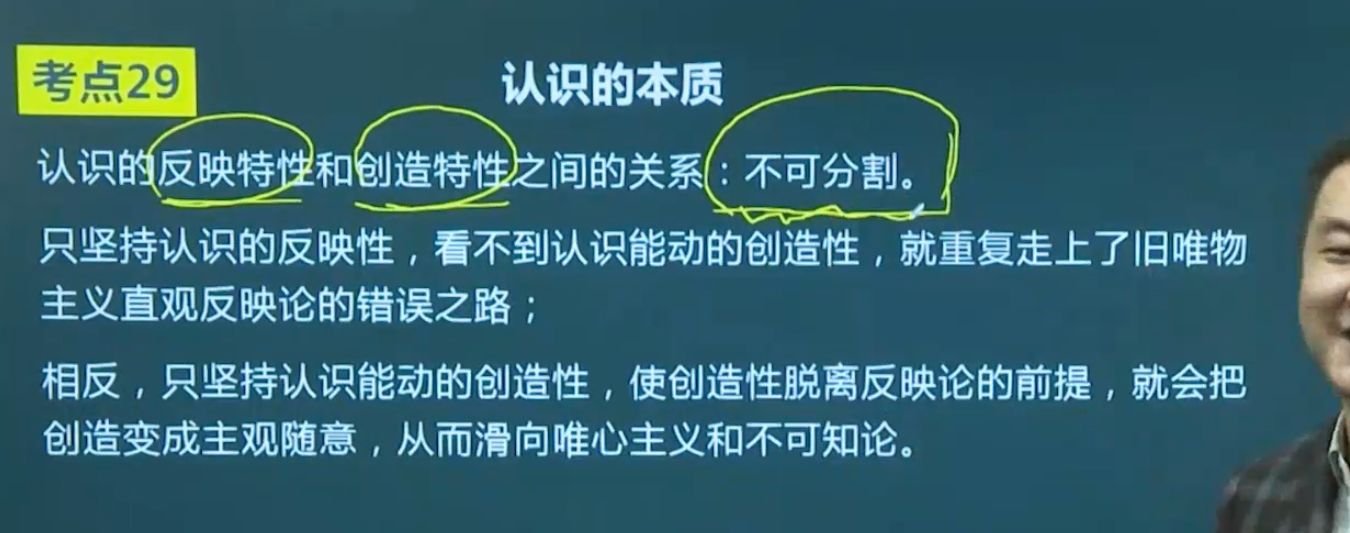 考点29
认识的本质
认识的反映特性和创造特性之间的关系：不可分割。
只坚持认识的反映性，看不到认识能动的创造性，就重复走上了旧唯物
主义直观反映论的错误之路；
相反，只坚持认识能动的创造性，使创造性脱离反映论的前提，就会把
创造变成主观随意，从而滑向唯心主义和不可知论。